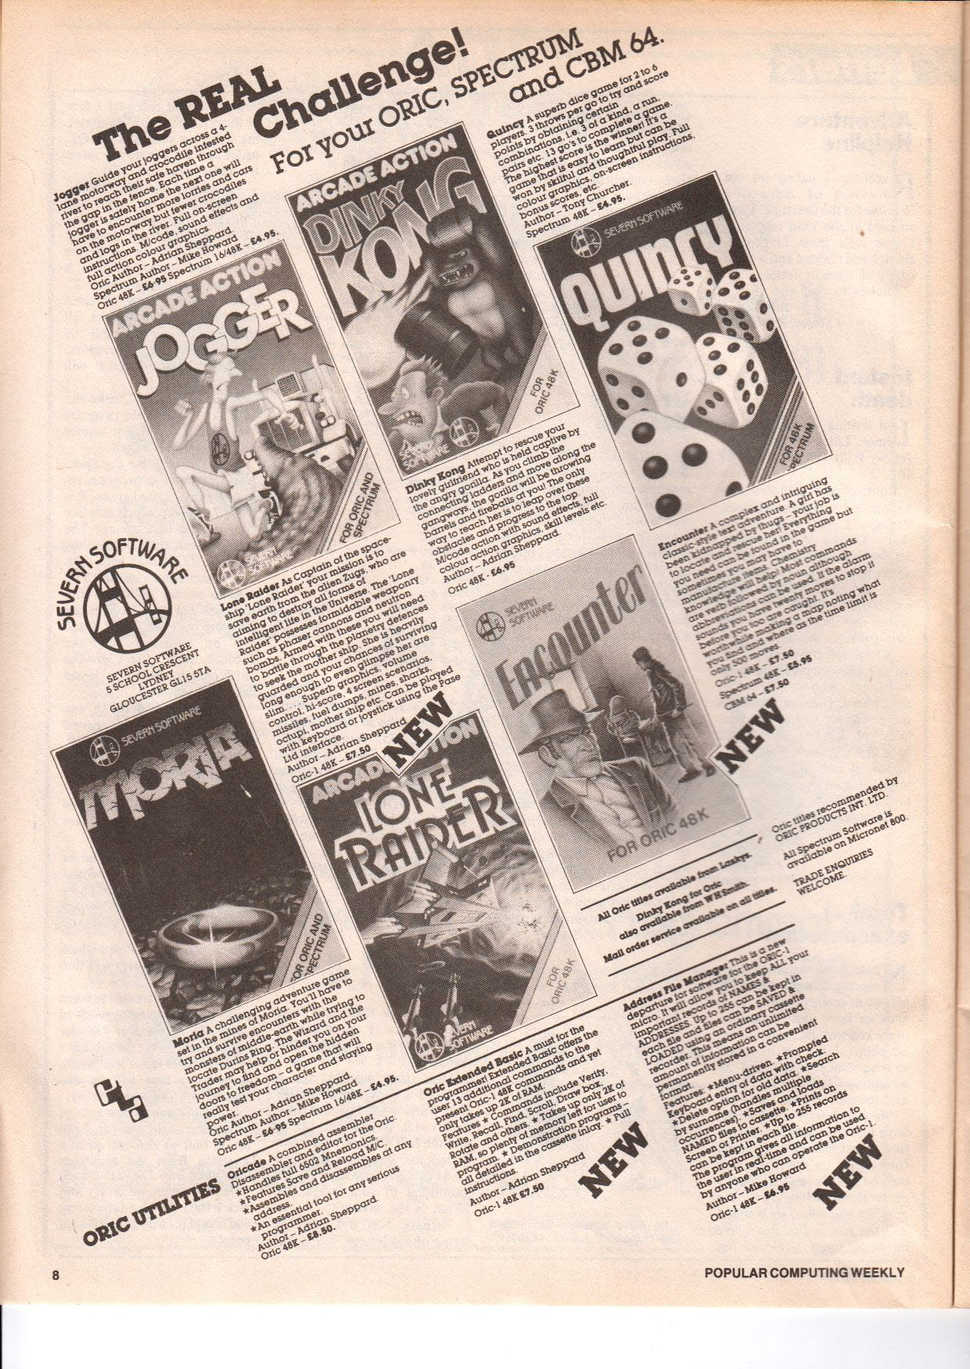 The REAL
Challenge!
For your ORIC, SPECTRUM
and CBM 64.
Jogger Guide your joggers across a 4-
lane motorway and crocodile infested
river to reach their safe haven through
the gap in the fence. Each time a
jogger is safely home the next one will
have to encounter more lorries and cars
on the motorway but fewer crocodiles
and logs in the river. Full on-screen
instructions. M/code, sound effects and
full action colour graphics.
Oric Author – Adrian Sheppard.
Spectrum Author – Mike Howard
Oric 48K – £6.95 Spectrum 16/48K – £4.95.
ARCADE ACTION
JOGGER
FOR ORIC AND
SPECTRUM
SEVERN
SOFTWARE
ARCADE ACTION
DINKY
KONG
FOR
ORIC 48K
SEVERN
SOFTWARE
Quincy A superb dice game for 2 to 6
players. 3 throws per go to try and score
points by obtaining certain
combinations, i.e. 3 of a kind, a run,
pairs etc. 13 go's to complete a game.
The highest score is the winner! It's a
game that is easy to learn but can be
won by skilful and thoughtful play. Full
colour graphics, on-screen instructions,
bonus scores, etc.
Author – Tony Churcher.
Spectrum 48K – £4.95.
SEVERN SOFTWARE
QUINCY
FOR 48K
SPECTRUM
Dinky Kong Attempt to rescue your
lovely girlfriend who is held captive by
the angry gorilla. As you climb the
connecting ladders and move along the
gangways, the gorilla will be throwing
barrels and fireballs at you! The only
way to reach her is to leap over these
obstacles and progress to the top.
M/code action with sound effects, full
colour action graphics, skill levels etc.
Author – Adrian Sheppard.
Oric 48K – £6.95
SEVERN SOFTWARE
SEVERN SOFTWARE
5 SCHOOL CRESCENT
LYDNEY
GLOUCESTER GL15 5TA
Lone Raider As Captain of the space-
ship 'Lone Raider' your mission is to
save earth from the alien Zugs, who are
aiming to destroy all forms of
intelligent life in the Universe. The 'Lone
Raider' Possesses formidable weaponry
such as phaser cannons and neutron
bombs. Armed with these you will need
to battle through the planetry defences
to seek the mother ship. She is heavily
guarded and your chances of surviving
long enough to even glimpse her are
slim. . . . Superb graphics, volume
control, hi-score, 4 screen scenarios,
missiles, fuel dumps, mines, sharks,
octupi, mother ship etc. Can be played
with keyboard or joystick using the Pase
Ltd interface.
Author – Adrian Sheppard
Oric-1 48K – £7.50
NEW
ARCADE ACTION
LONE
RAIDER
FOR
ORIC 48K
Encounter A complex and intriguing
classic style text adventure. A girl has
been kidnapped by thugs – your job is
to locate and rescue her! Everything
you need can be found in the game but
sometimes you may have to
manufacture items. Chemistry
knowledge will help! Most commands
are verb followed by noun although
abbreviations can be used. If the alarm
sounds you have twenty moves to stop it
before you too are caught. It's
worthwhile making a map noting what
you find and where as the time limit is
only 500 moves.
Oric-1 48K – £7.50
Spectrum 48K – £5.95
CBM 64 – £7.50
SEVERN
SOFTWARE
Encounter
FOR ORIC 48K
NEW
SEVERN SOFTWARE
MORIA
FOR ORIC AND
SPECTRUM
Moria A challenging adventure game
set in the mines of Moria. You'll have to
try and survive encounters with the
monsters of middle-earth while trying to
locate Durins Ring. The Wizard and the
Trader may help or hinder you on your
journey to find and open the hidden
doors to freedom – a game that will
really test your character and staying
power.
Oric Author – Adrian Sheppard.
Spectrum Author – Mike Howard
Oric 48K – £6.95 Spectrum 16/48K – £4.95.
All Oric titles available from Laskys.
Dinky Kong for Oric
also available from WH Smith.
Mail order service available on all titles.
Oric titles recommended by
ORIC PRODUCTS INT. LTD.
All Spectrum Software is
available on Micronet 800.
TRADE ENQUIRIES
WELCOME.
ORIC UTILITIES
Oricade A combined assembler
Disassembler and editor for the Oric.
★Handles full 6502 Mnemonics.
★Features Save and Reload M/C
★Assembles and disassembles at any
address.
★An essential tool for any serious
programmer.
Author – Adrian Sheppard.
Oric 48K – £8.50.
Oric Extended Basic A must for the
programmer! Extended Basic offers the
user 13 additional commands to the
present Oric-1 48K commands and yet
only takes up 2K of RAM.
Features ★ Commands include Verify,
Write, Recall, Find, Scroll, Draw box,
Rotate and others. ★ Takes up only 2K of
RAM, so plenty of memory left for user to
program. ★ Demonstration programs –
all detailed in the cassette inlay. ★ Full
instructions.
Author – Adrian Sheppard
Oric-1 48K £7.50
NEW
Address File Manager This is a new
departure for software for the ORIC-1
micro. It will allow you to keep ALL your
important records of NAMES &
ADDRESSES. Up to 255 can be kept in
each file and files can be SAVED &
LOADED using an ordinary cassette
recorder. This means an unlimited
amount of information can be
permanently stored in a convenient
format.
Features: ★Menu-driven. ★Prompted
Keyboard entry of data with check.
★Delete option for old data. ★Search
by surname (handles multiple
occurrences). ★Saves and loads
NAMED files to cassette. ★Prints on
Screen or Printer. ★Up to 255 records
can be kept in each file
The program gives all information to
the user in real-time and can be used
by anyone who can operate the Oric-1.
Author – Mike Howard
Oric-1 48K – £6.95
NEW
8
POPULAR COMPUTING WEEKLY